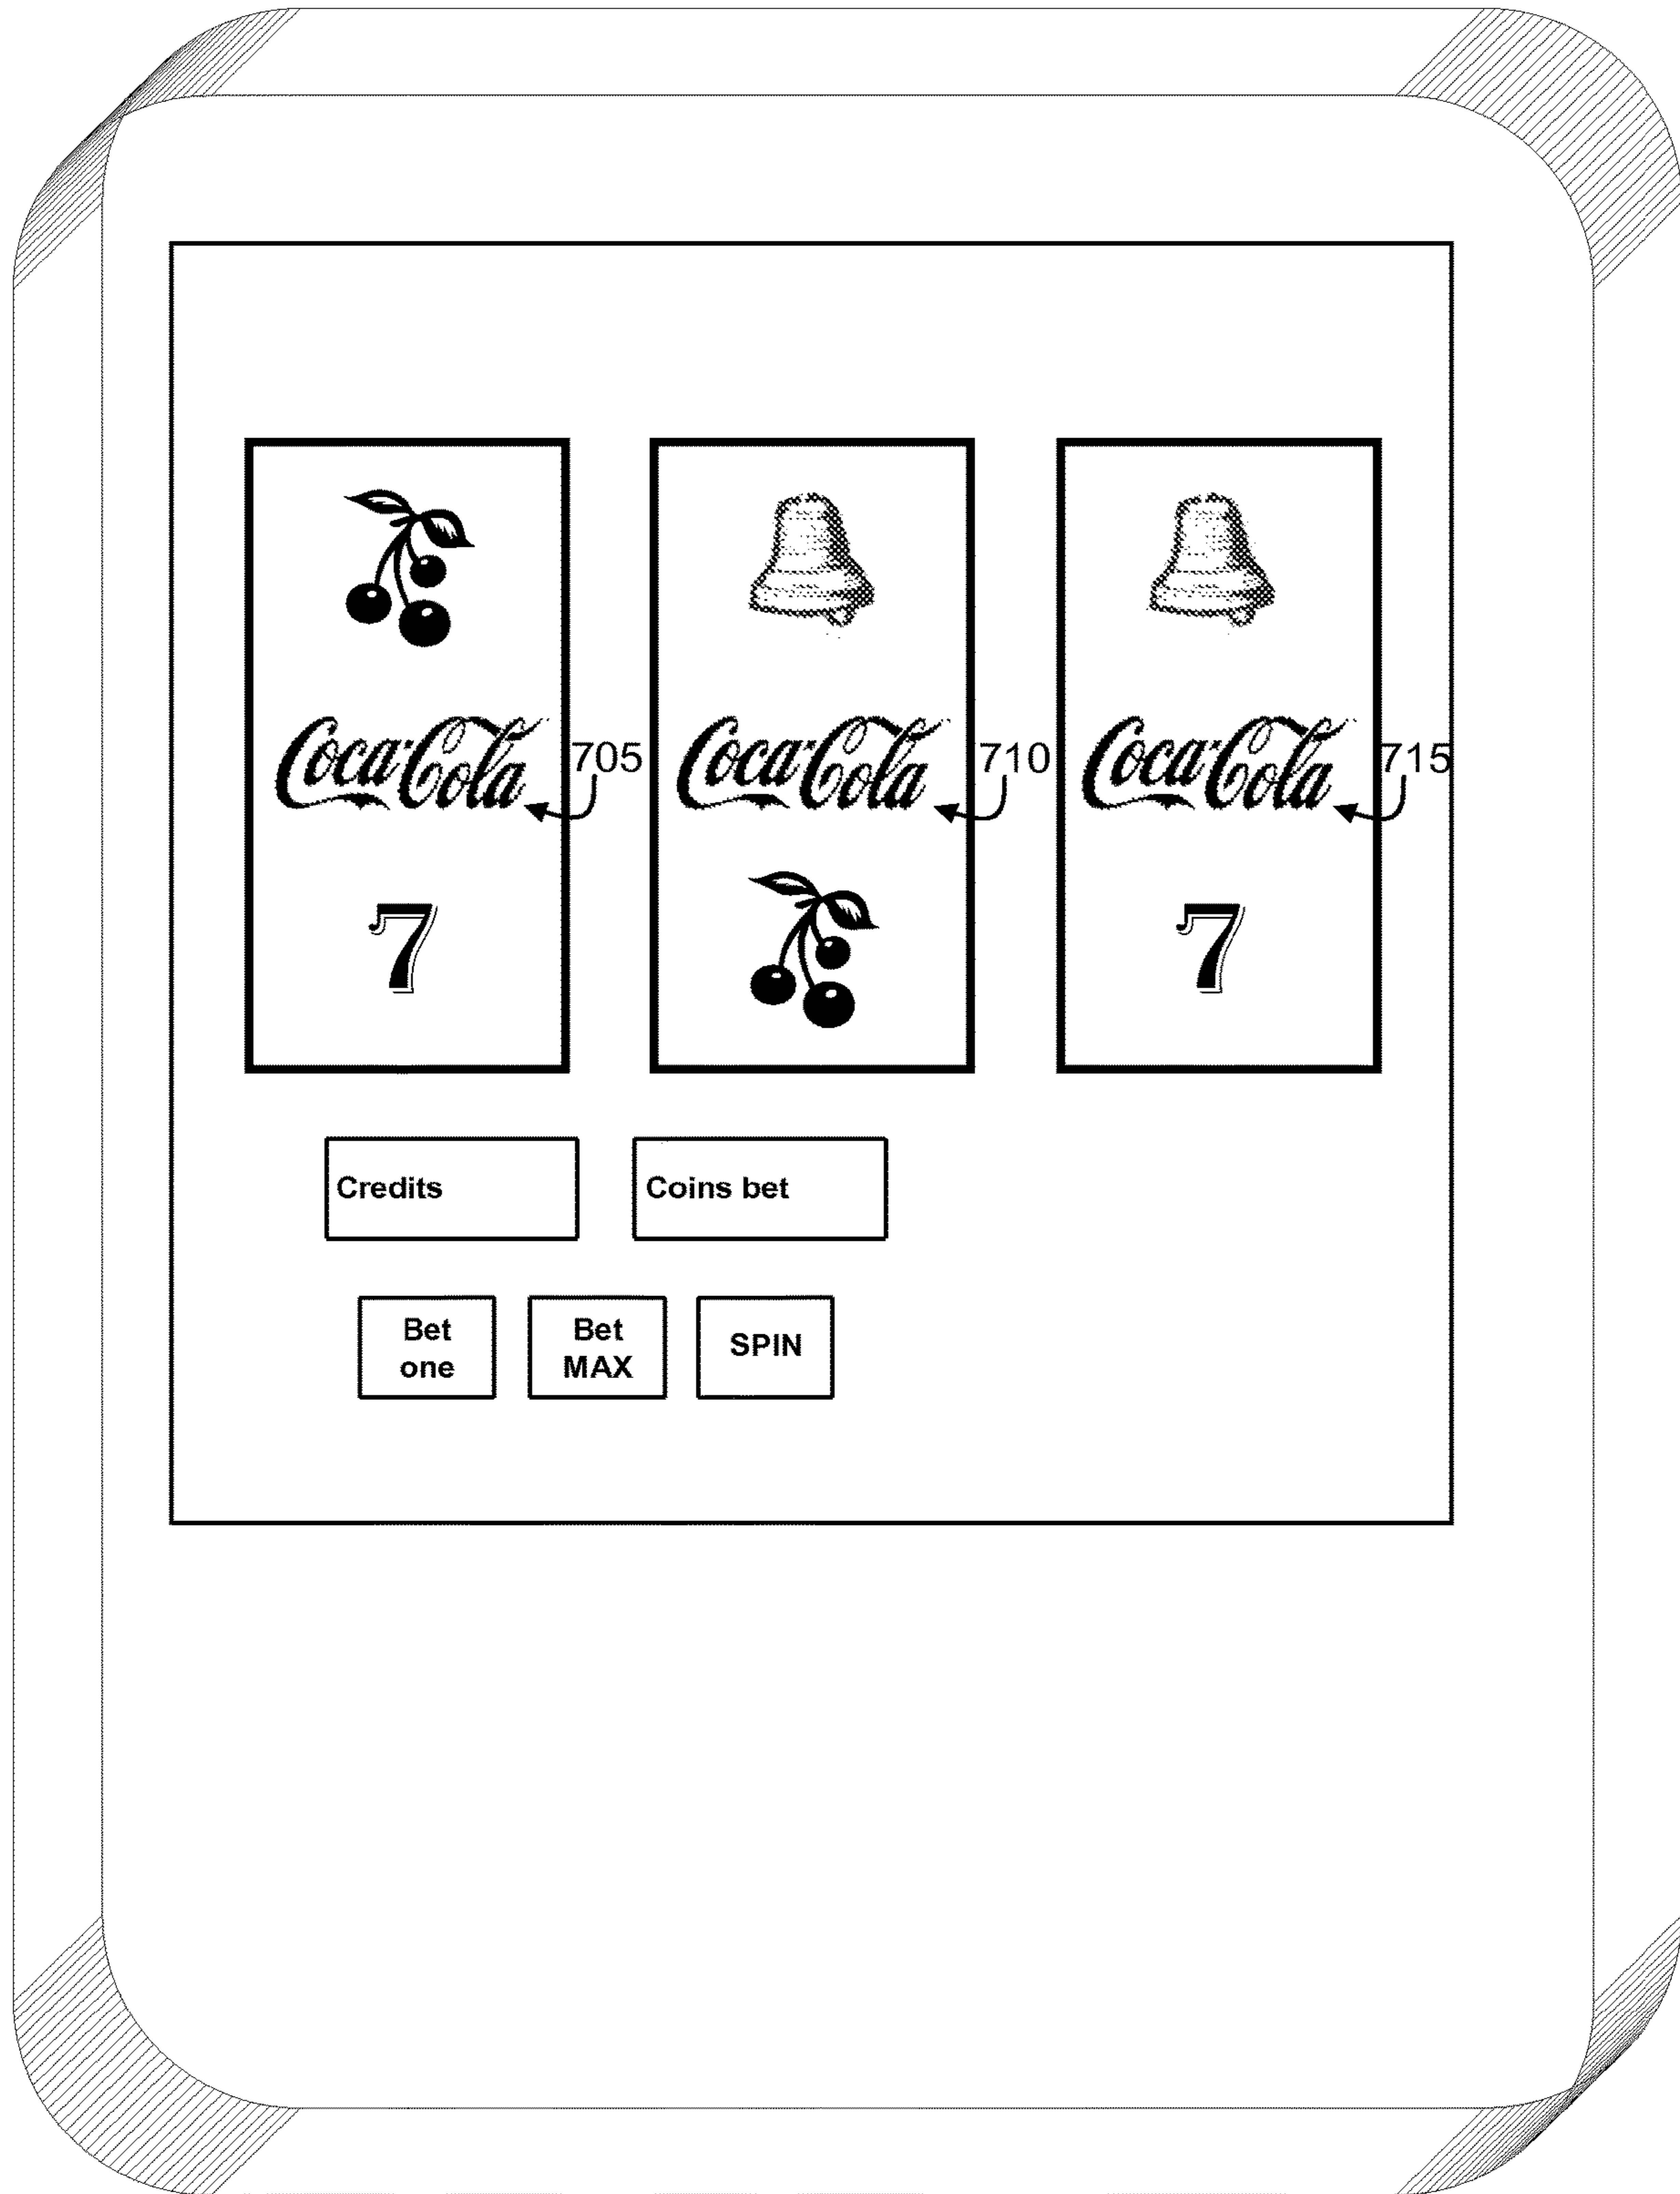 Coca-Cola 705 Coca-Cola 710 Coca-Cola 715
7 7
Credits Coins bet
Bet Bet SPIN
one MAX